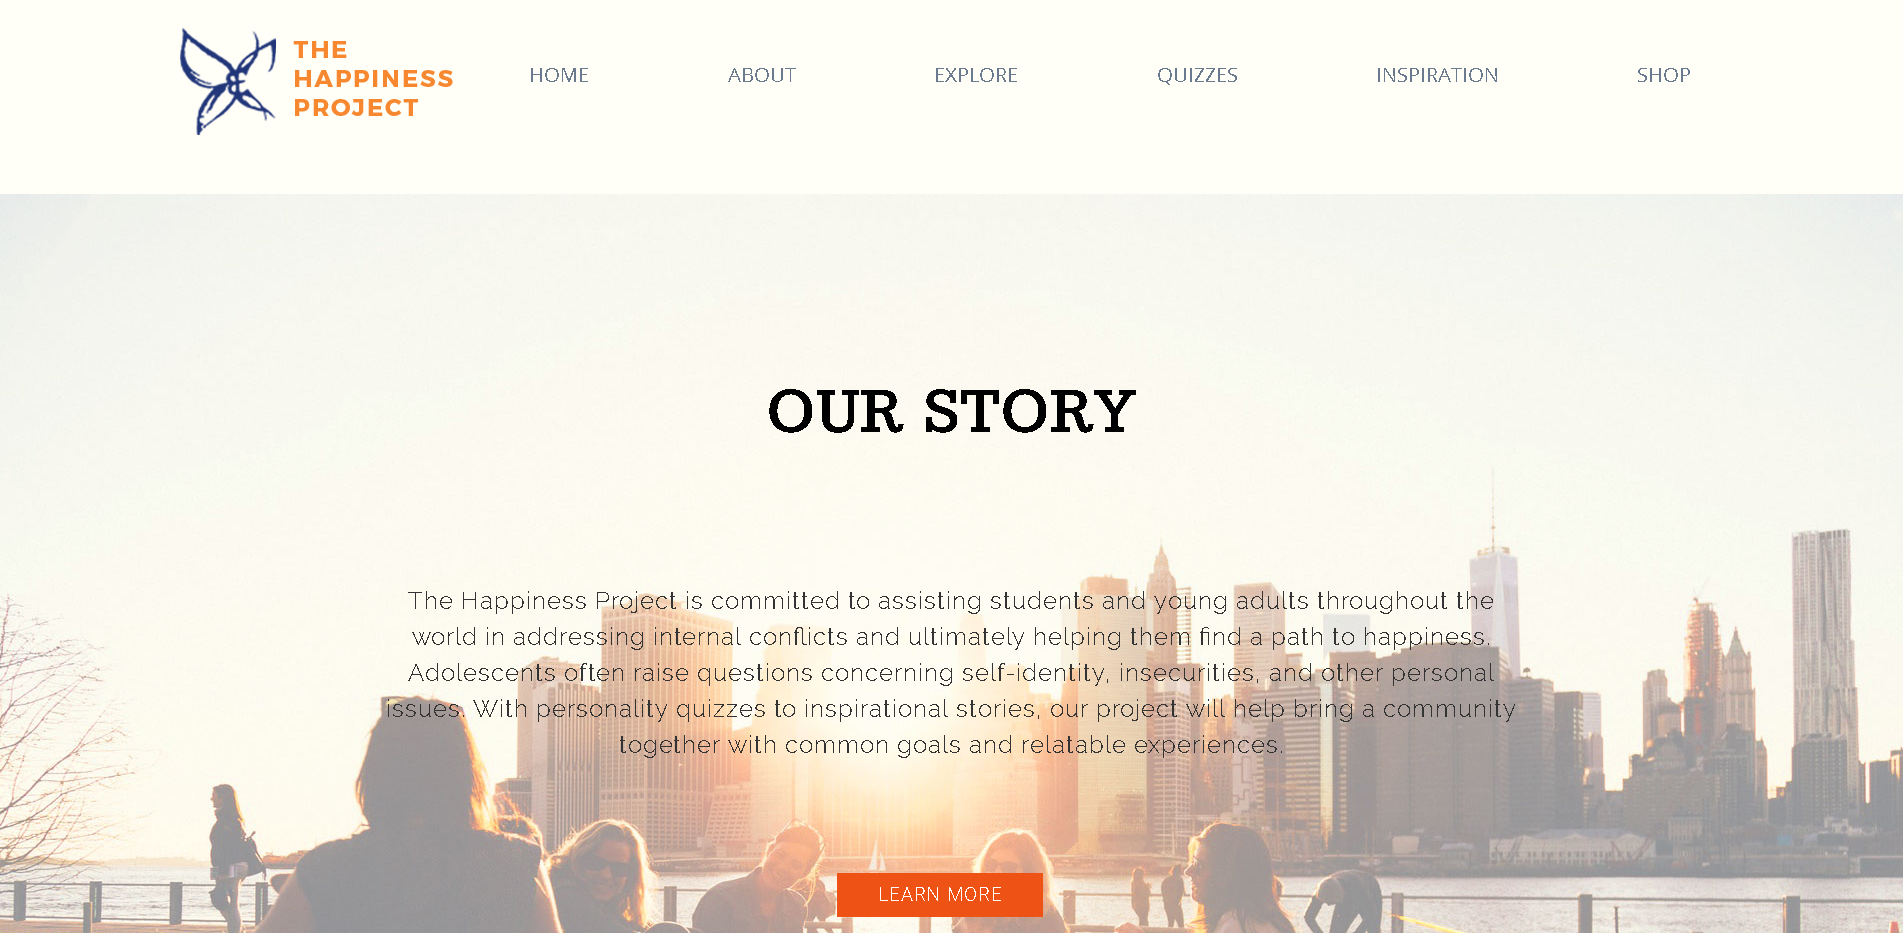 THE
HAPPINESS
PROJECT
HOME ABOUT EXPLORE QUIZZES INSPIRATION SHOP
OUR STORY
The Happiness Project is committed to assisting students and young adults throughout the
world in addressing internal conflicts and ultimately helping them find a path to happiness.
Adolescents often raise questions concerning self-identity, insecurities, and other personal
issues. With personality quizzes to inspirational stories, our project will help bring a community
together with common goals and relatable experiences.
LEARN MORE